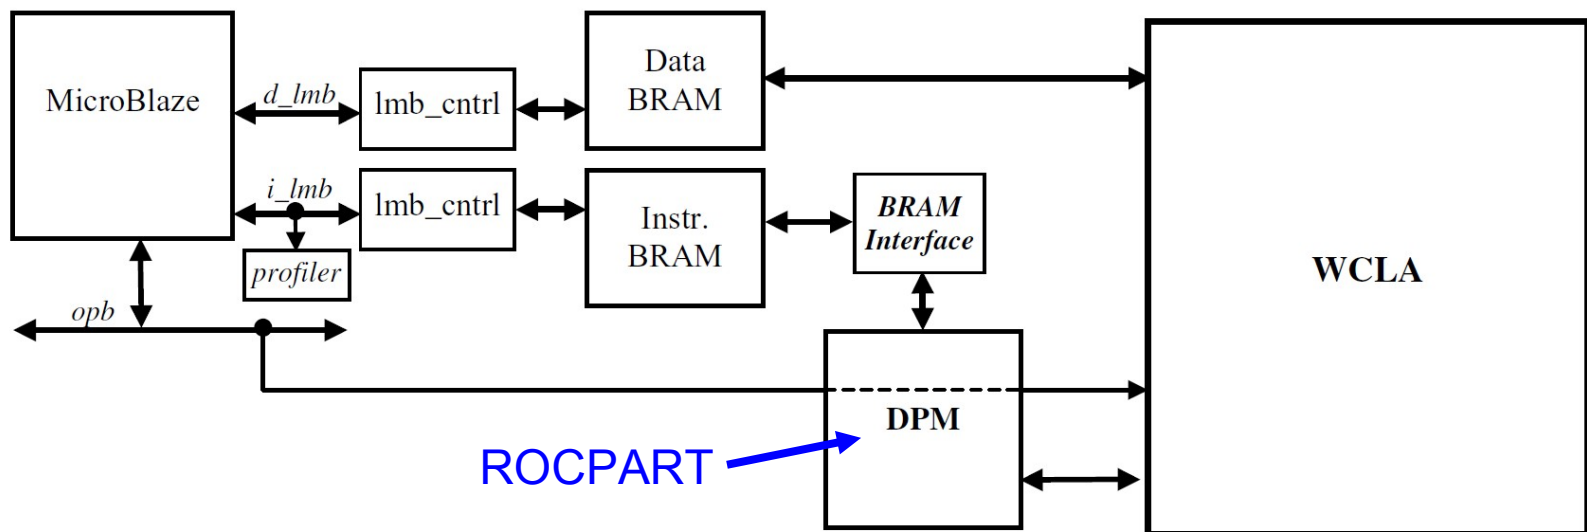 MicroBlaze
d_lmb
lmb_cntrl
Data
BRAM
i_lmb
lmb_cntrl
Instr.
BRAM
BRAM
Interface
profiler
WCLA
opb
DPM
ROCPART